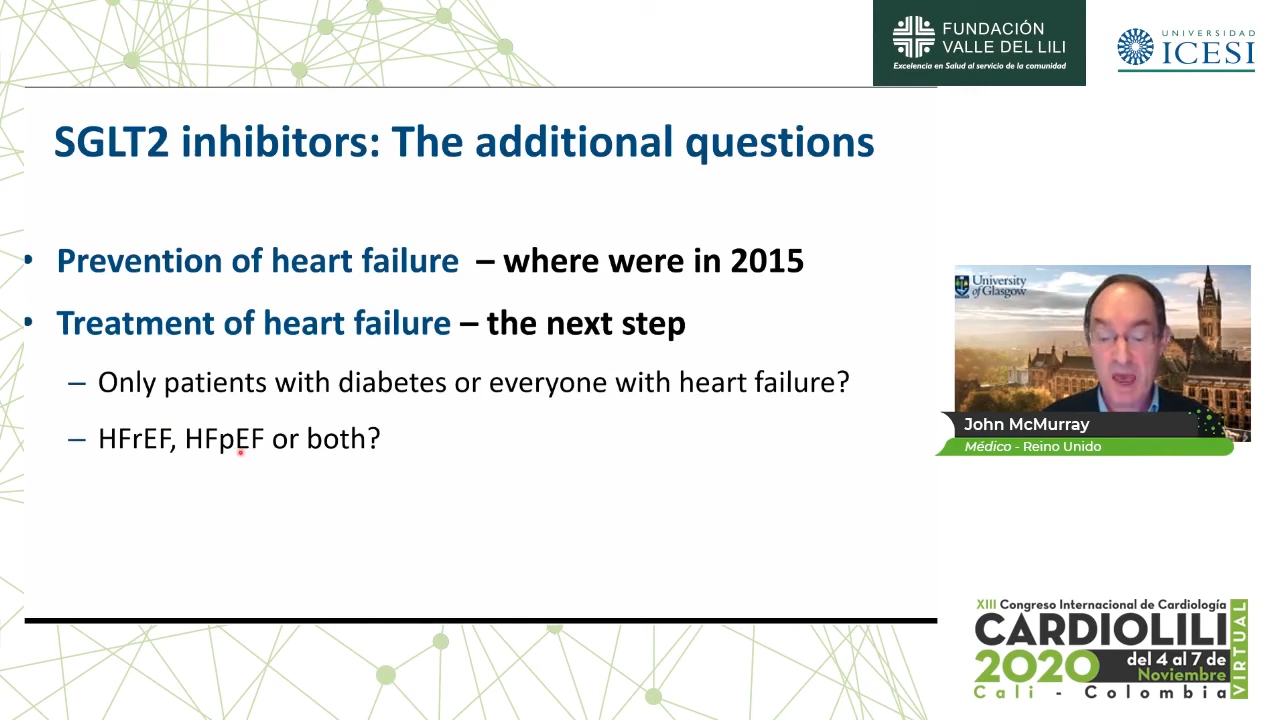 FUNDACIÓN
VALLE DEL LILI
Excelencia en Salud al servicio de la comunidad
UNIVERSIDAD
ICESI
SGLT2 inhibitors: The additional questions
• Prevention of heart failure – where were in 2015
• Treatment of heart failure – the next step
– Only patients with diabetes or everyone with heart failure?
– HFrEF, HFpEF or both?
University
of Glasgow
John McMurray
Médico - Reino Unido
XIII Congreso Internacional de Cardiología
CARDIOLILI
2020
del 4 al 7 de
Noviembre
Cali - Colombia
VIRTUAL